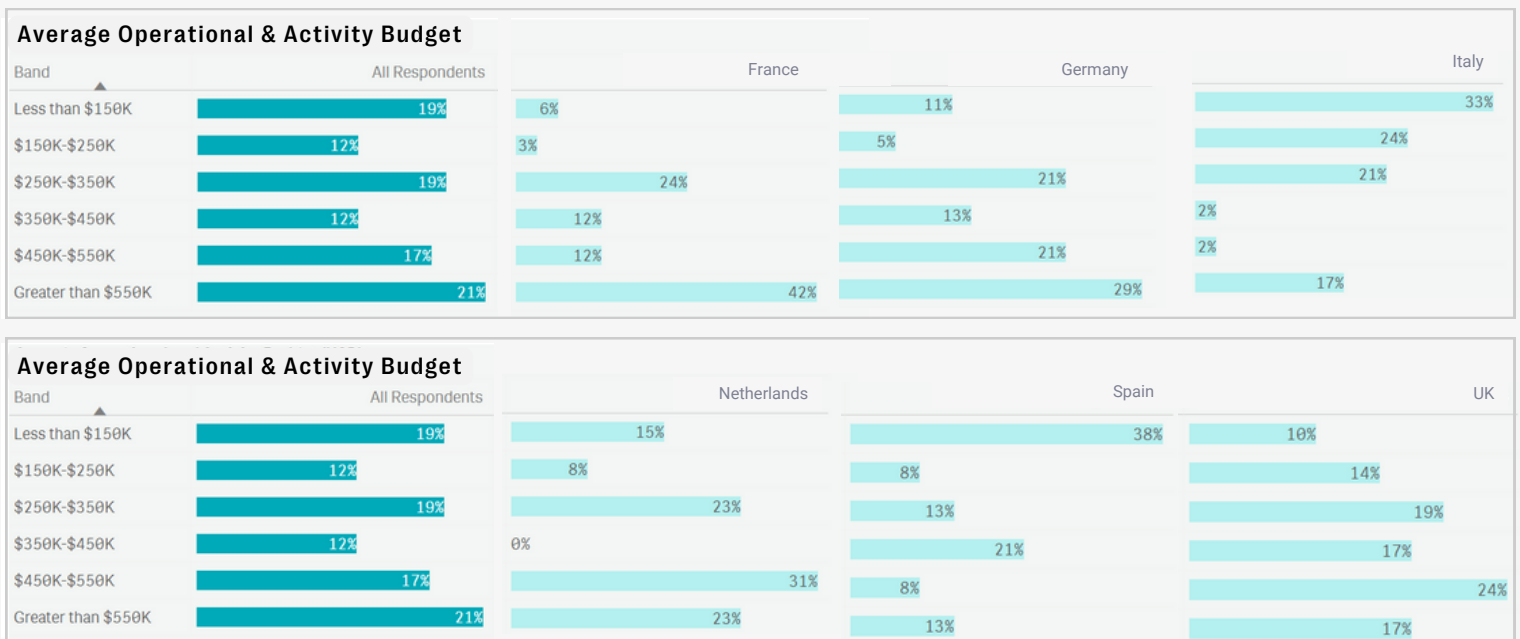 Average Operational & Activity Budget
Band All Respondents France Germany Italy
Less than $150K 19% 6% 11% 33%
$150K-$250K 12% 3% 5% 24%
$250K-$350K 19% 24% 21% 21%
$350K-$450K 12% 12% 13% 2%
$450K-$550K 17% 12% 21% 2%
Greater than $550K 21% 42% 29% 17%
Average Operational & Activity Budget
Band All Respondents Netherlands Spain UK
Less than $150K 19% 15% 38% 10%
$150K-$250K 12% 8% 8% 14%
$250K-$350K 19% 23% 13% 19%
$350K-$450K 12% 0% 21% 17%
$450K-$550K 17% 31% 8% 24%
Greater than $550K 21% 23% 13% 17%